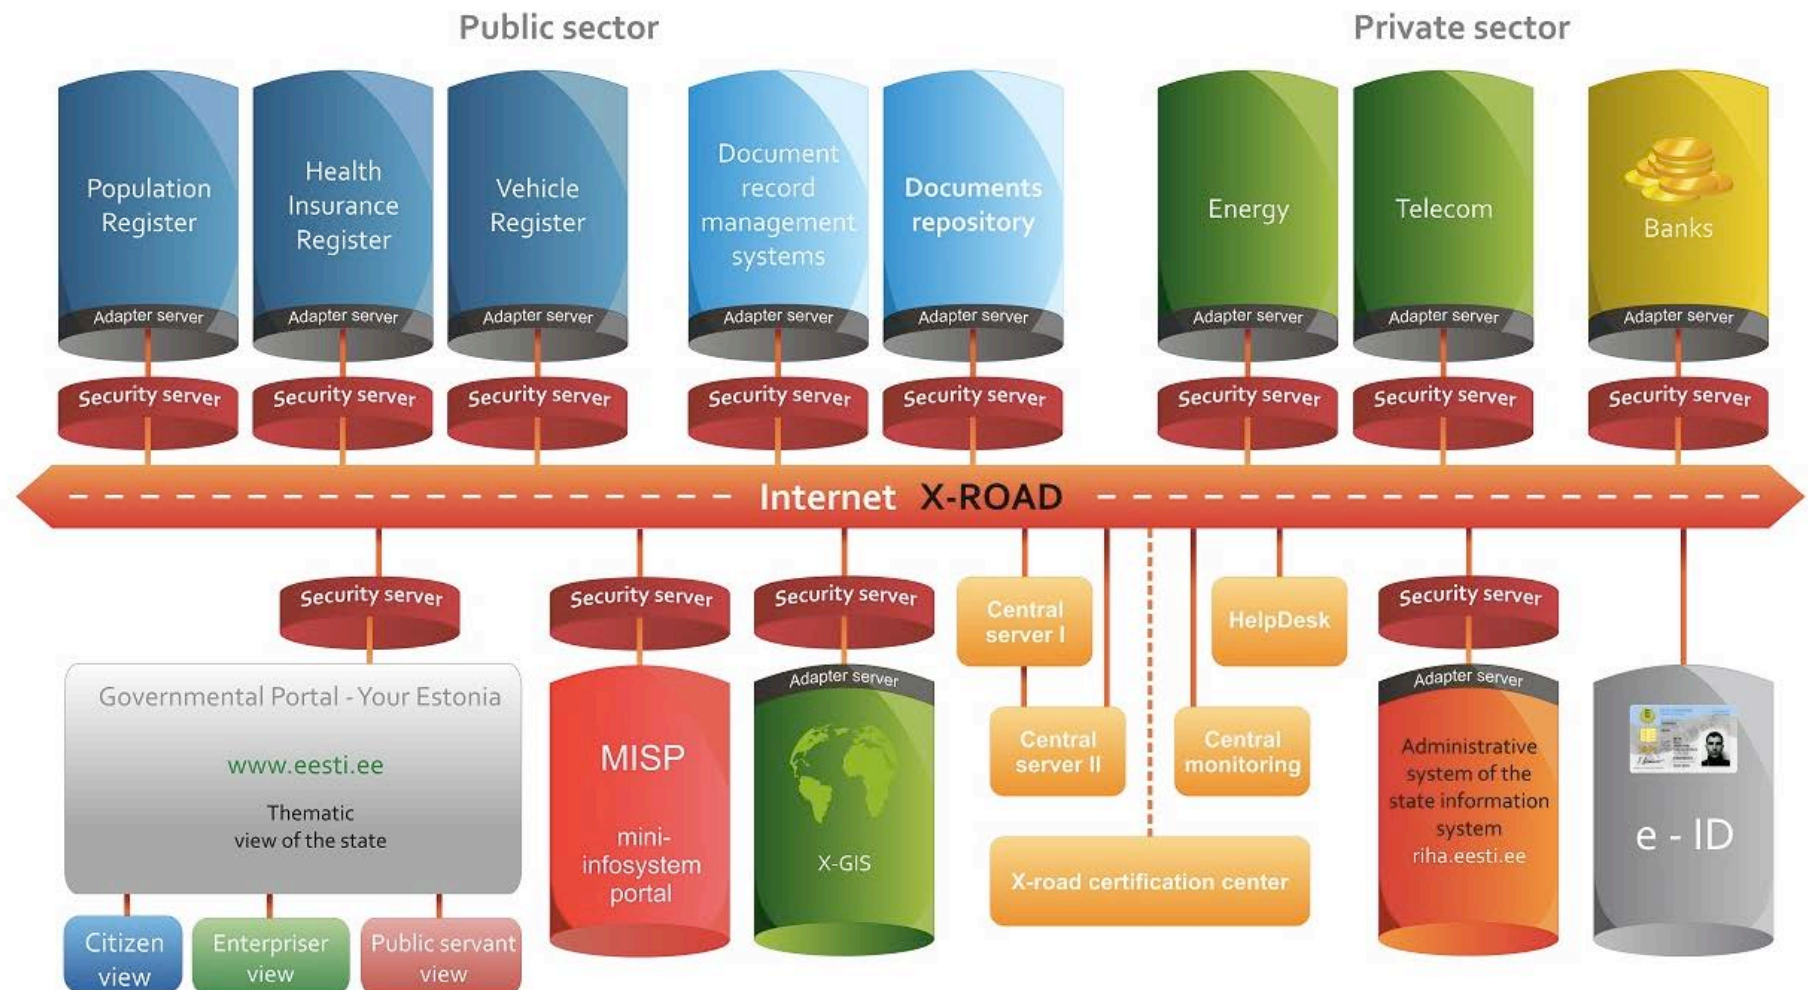 Public sector
Private sector
Population
Register
Adapter server
Security server
Health
Insurance
Register
Adapter server
Security server
Vehicle
Register
Adapter server
Security server
Document
record
management
systems
Adapter server
Security server
Documents
repository
Adapter server
Security server
Energy
Adapter server
Security server
Telecom
Adapter server
Security server
Banks
Adapter server
Security server
Internet X-ROAD
Security server
Governmental Portal - Your Estonia
www.eesti.ee
Thematic
view of the state
Citizen
view
Enterpriser
view
Public servant
view
Security server
MISP
mini-
infosystem
portal
Security server
Adapter server
X-GIS
Central
server I
Central
server II
Central
monitoring
HelpDesk
X-road certification center
Security server
Adapter server
Administrative
system of the
state information
system
riha.eesti.ee
e - ID